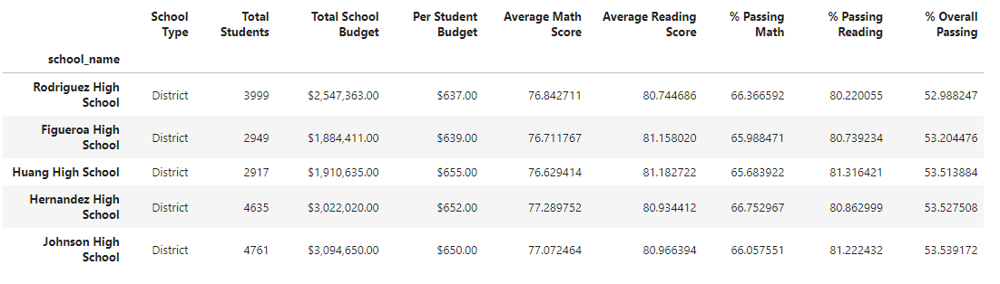 School Type Total Students Total School Budget Per Student Budget Average Math Score Average Reading Score % Passing Math % Passing Reading % Overall Passing
school_name
Rodriguez High School District 3999 $2,547,363.00 $637.00 76.842711 80.744686 66.366592 80.220055 52.988247
Figueroa High School District 2949 $1,884,411.00 $639.00 76.711767 81.158020 65.988471 80.739234 53.204476
Huang High School District 2917 $1,910,635.00 $655.00 76.629414 81.182722 65.683922 81.316421 53.513884
Hernandez High School District 4635 $3,022,020.00 $652.00 77.289752 80.934412 66.752967 80.862999 53.527508
Johnson High School District 4761 $3,094,650.00 $650.00 77.072464 80.966394 66.057551 81.222432 53.539172